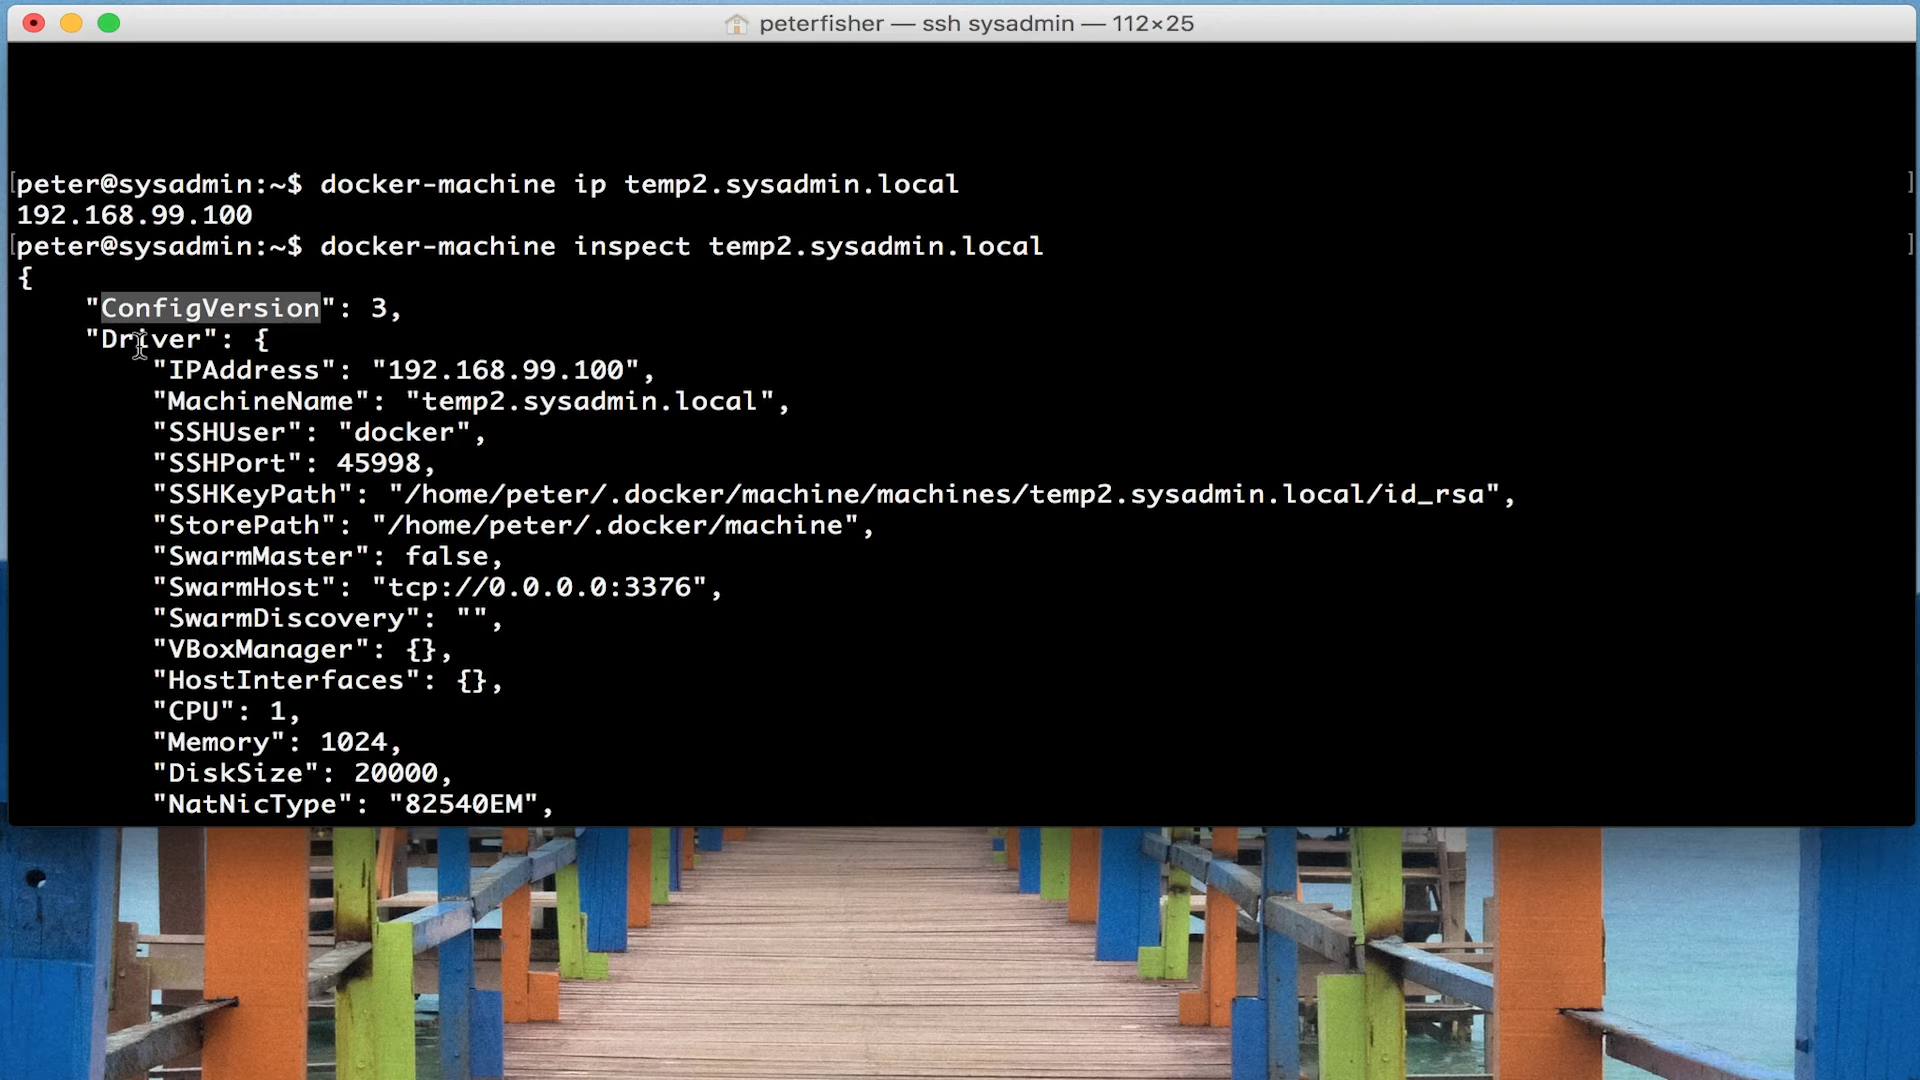 peterfisher — ssh sysadmin — 112×25
[peter@sysadmin:~$ docker-machine ip temp2.sysadmin.local ]
192.168.99.100
[peter@sysadmin:~$ docker-machine inspect temp2.sysadmin.local ]
{
    "ConfigVersion": 3,
    "Driver": {
        "IPAddress": "192.168.99.100",
        "MachineName": "temp2.sysadmin.local",
        "SSHUser": "docker",
        "SSHPort": 45998,
        "SSHKeyPath": "/home/peter/.docker/machine/machines/temp2.sysadmin.local/id_rsa",
        "StorePath": "/home/peter/.docker/machine",
        "SwarmMaster": false,
        "SwarmHost": "tcp://0.0.0.0:3376",
        "SwarmDiscovery": "",
        "VBoxManager": {},
        "HostInterfaces": {},
        "CPU": 1,
        "Memory": 1024,
        "DiskSize": 20000,
        "NatNicType": "82540EM",